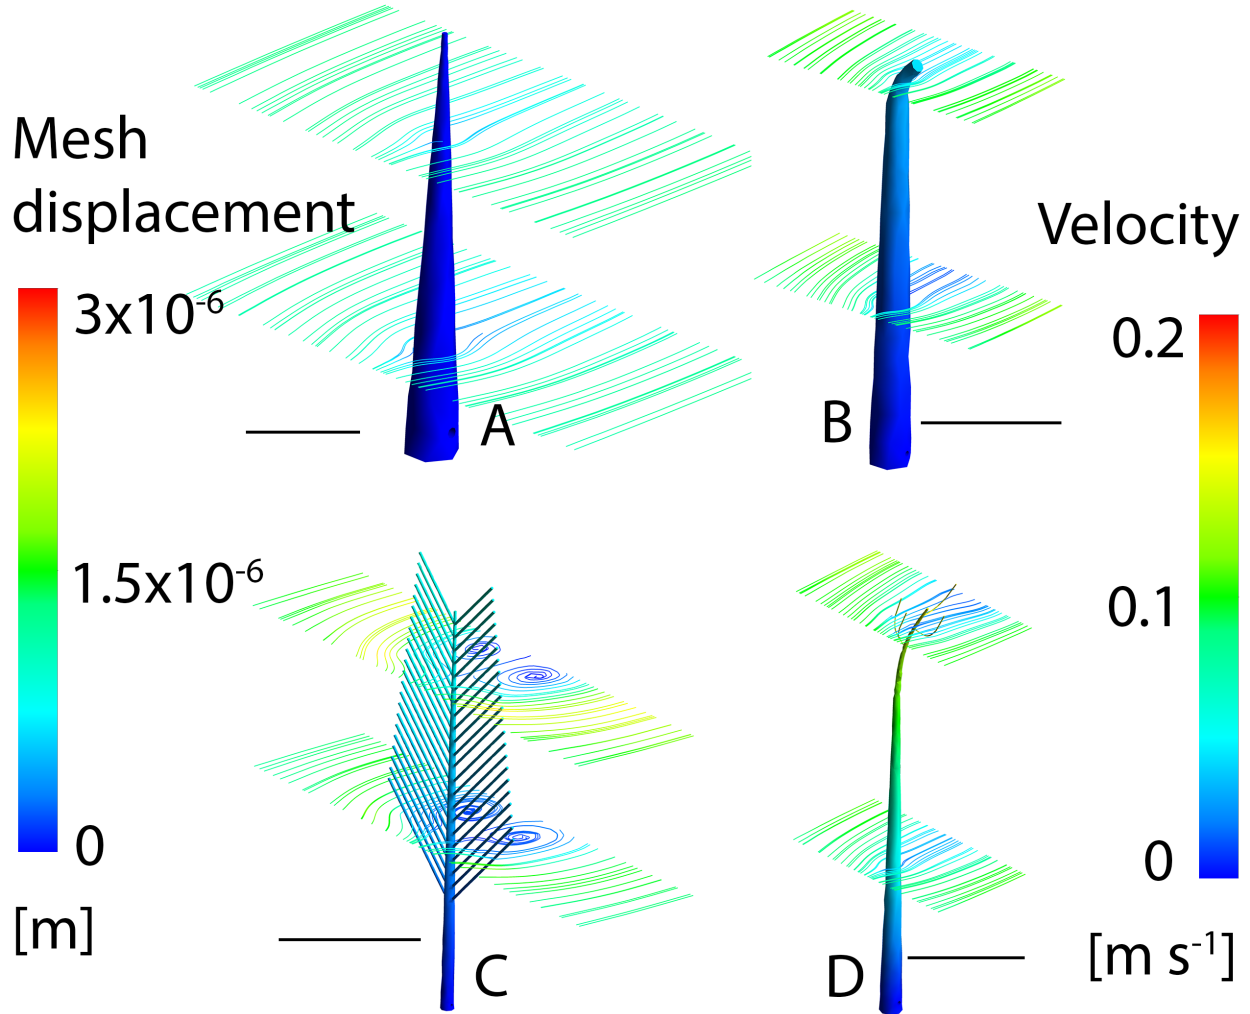 Mesh
displacement
3x10⁻⁶
1.5x10⁻⁶
0
[m]
A
B
Velocity
0.2
0.1
0
[m s⁻¹]
C
D